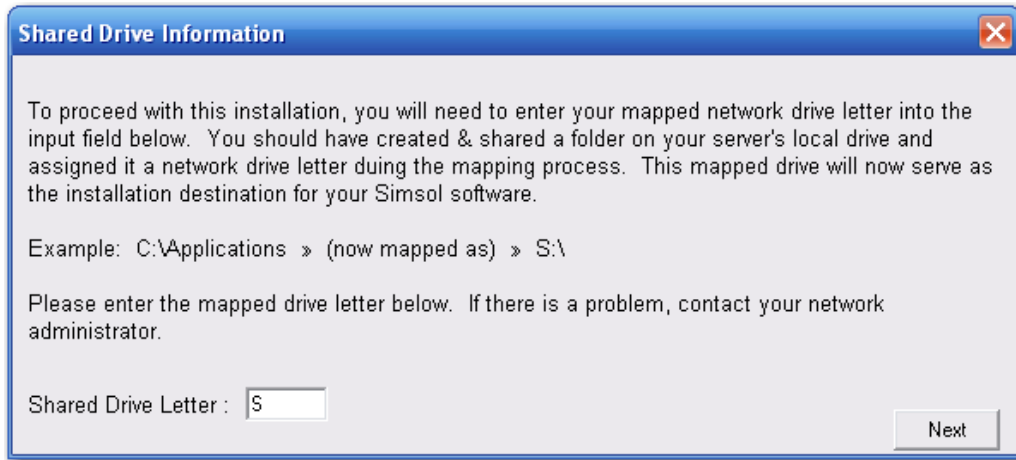 Shared Drive Information
To proceed with this installation, you will need to enter your mapped network drive letter into the
input field below.  You should have created & shared a folder on your server's local drive and
assigned it a network drive letter duing the mapping process.  This mapped drive will now serve as
the installation destination for your Simsol software.
Example:  C:\Applications  »  (now mapped as)  »  S:\
Please enter the mapped drive letter below.  If there is a problem, contact your network
administrator.
Shared Drive Letter :  S
Next